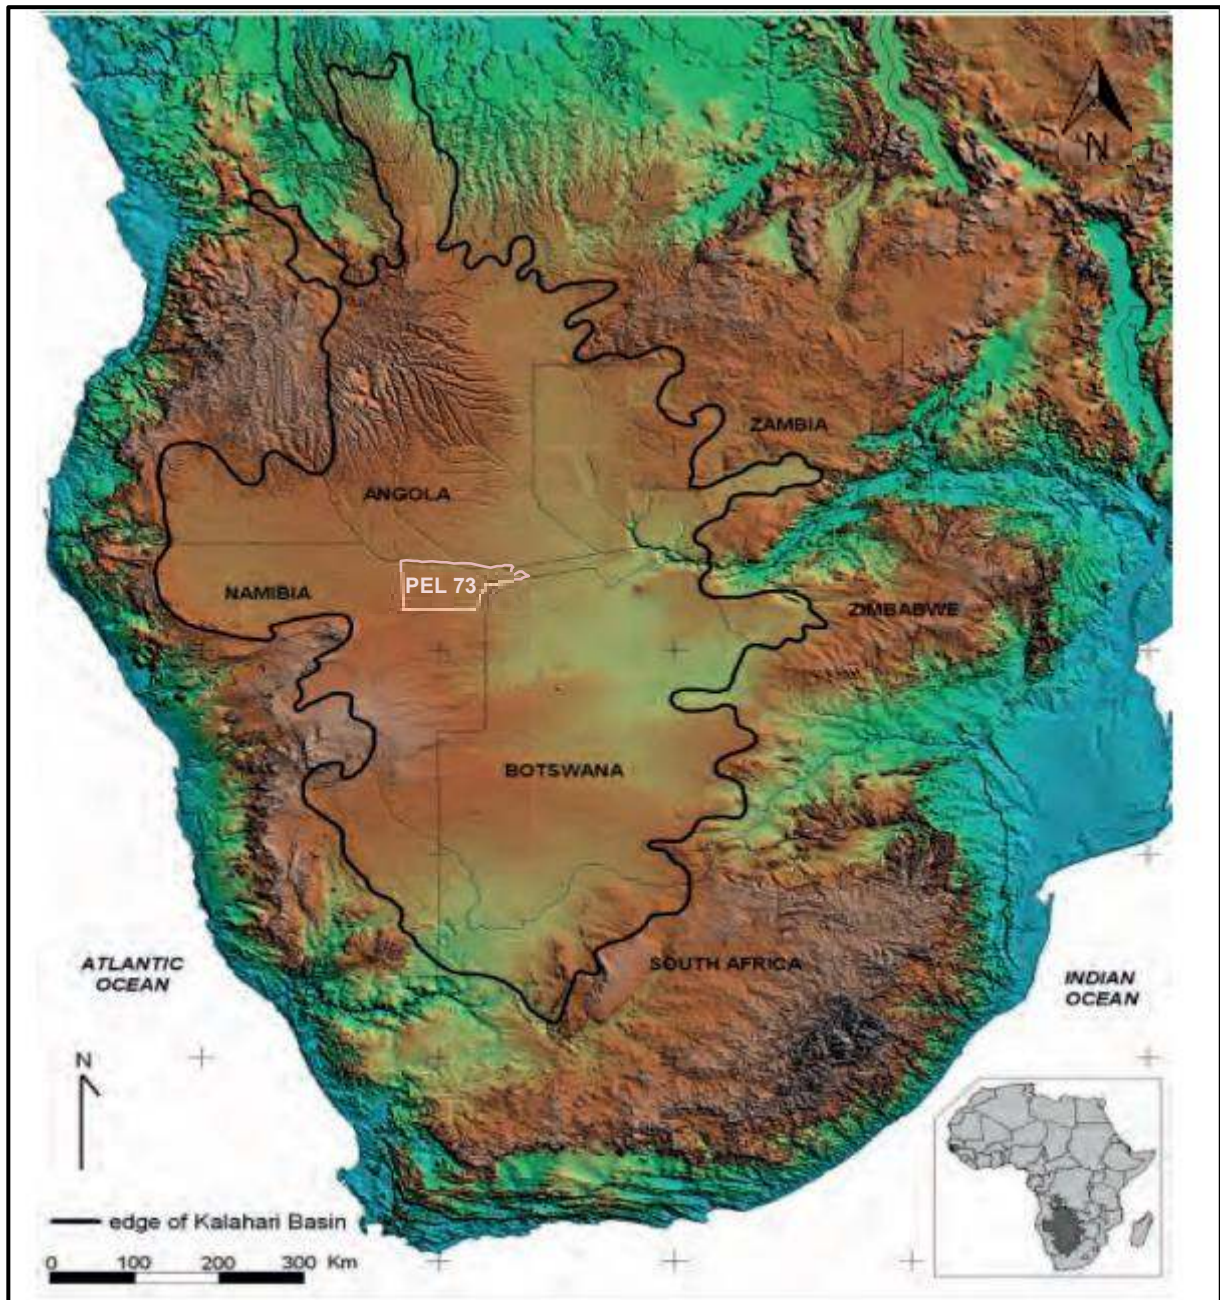 N
ZAMBIA
ANGOLA
PEL 73
NAMIBIA
ZIMBABWE
BOTSWANA
ATLANTIC
OCEAN
SOUTH AFRICA
INDIAN
OCEAN
N
edge of Kalahari Basin
0 100 200 300 Km